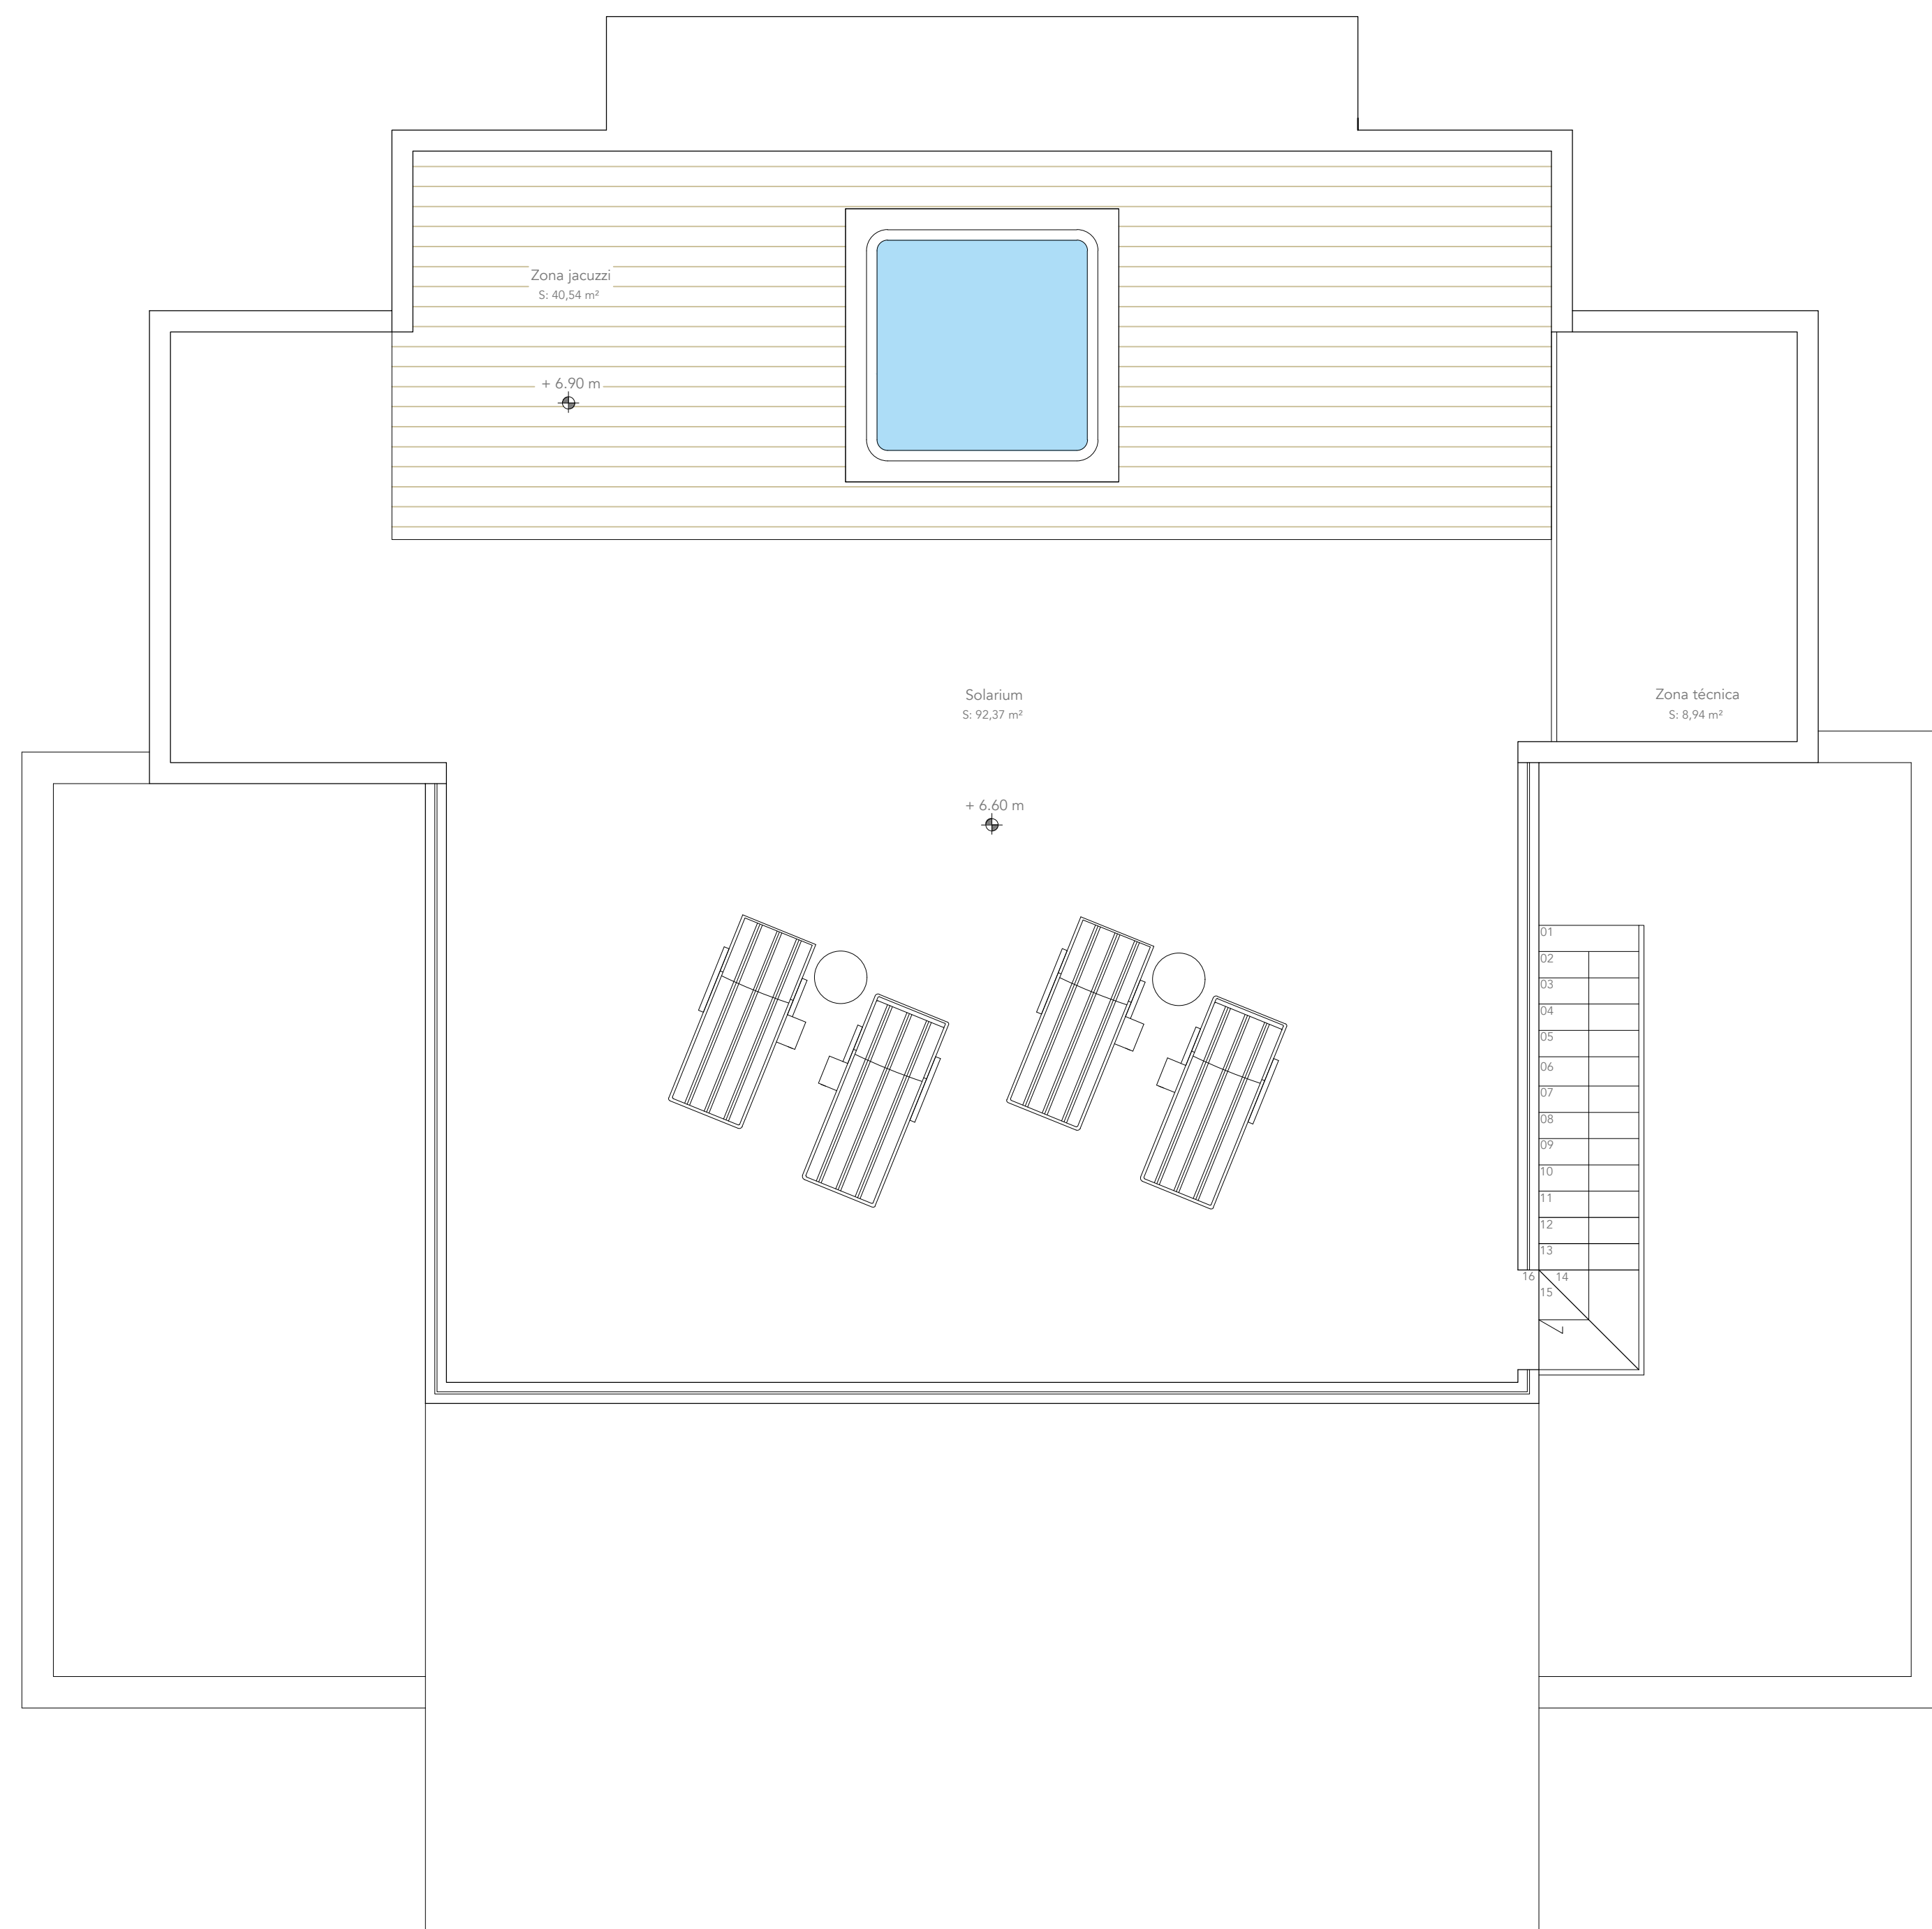 Zona jacuzzi
S: 40,54 m²
+ 6.90 m
Solarium
S: 92,37 m²
Zona técnica
S: 8,94 m²
+ 6.60 m
01
02
03
04
05
06
07
08
09
10
11
12
13
16
14
15